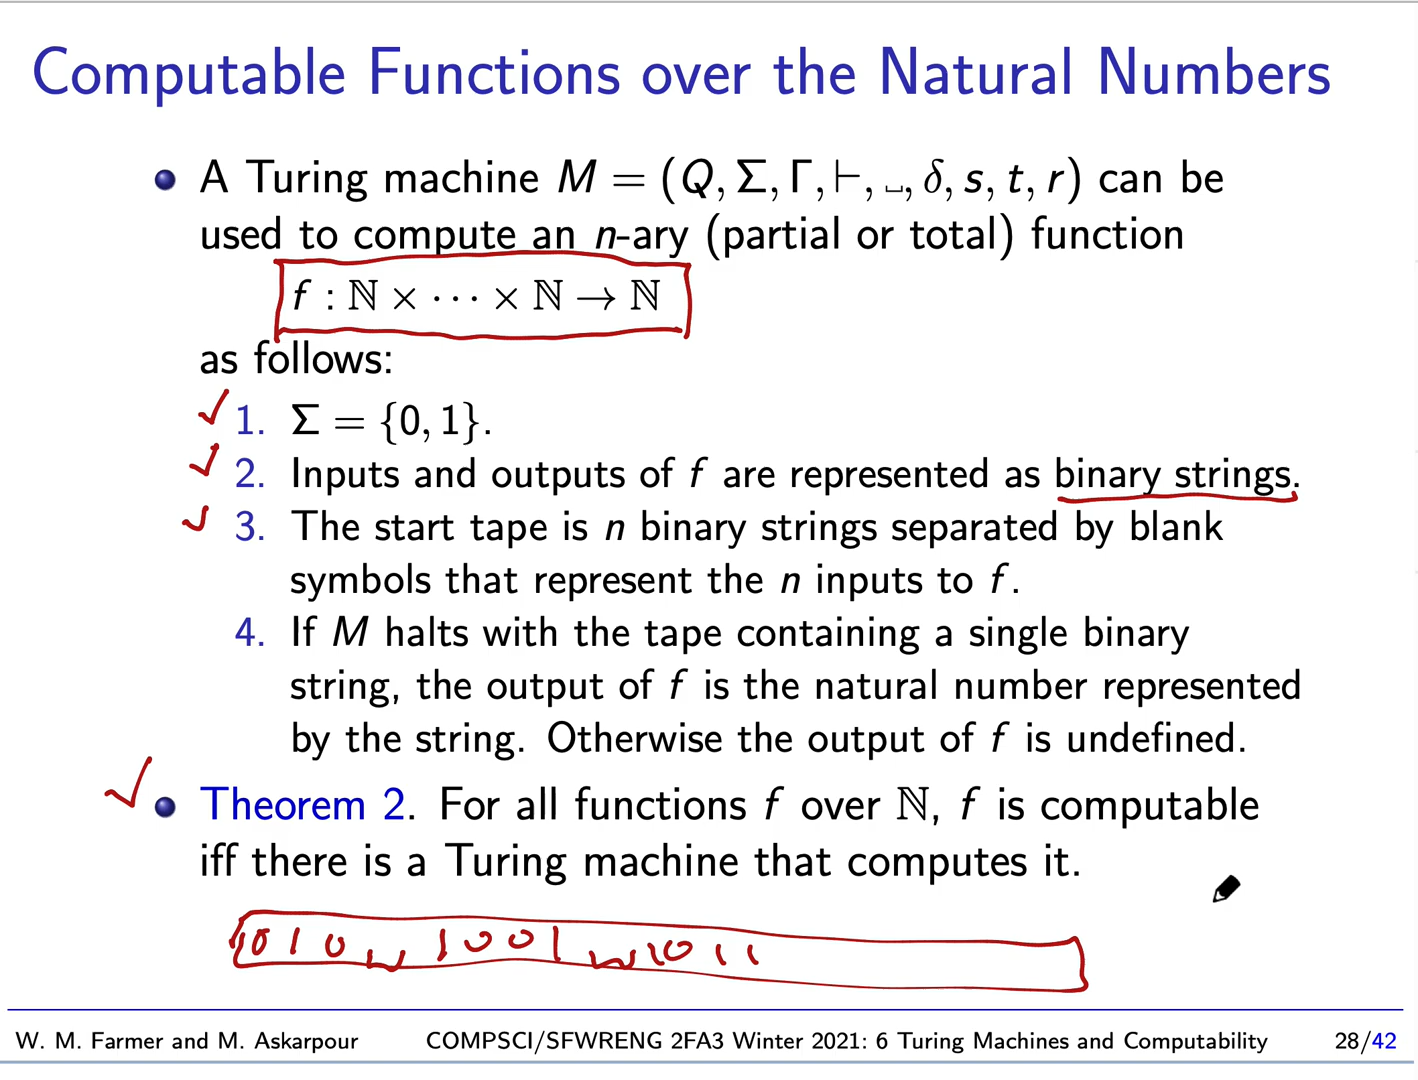 Computable Functions over the Natural Numbers
A Turing machine M = (Q, Σ, Γ, ⊢, ␣, δ, s, t, r) can be
used to compute an n-ary (partial or total) function
f : ℕ × ··· × ℕ → ℕ
as follows:
1. Σ = {0, 1}.
2. Inputs and outputs of f are represented as binary strings.
3. The start tape is n binary strings separated by blank
symbols that represent the n inputs to f.
4. If M halts with the tape containing a single binary
string, the output of f is the natural number represented
by the string. Otherwise the output of f is undefined.
Theorem 2. For all functions f over ℕ, f is computable
iff there is a Turing machine that computes it.
1010␣1001␣1011
W. M. Farmer and M. Askarpour COMPSCI/SFWRENG 2FA3 Winter 2021: 6 Turing Machines and Computability 28/42